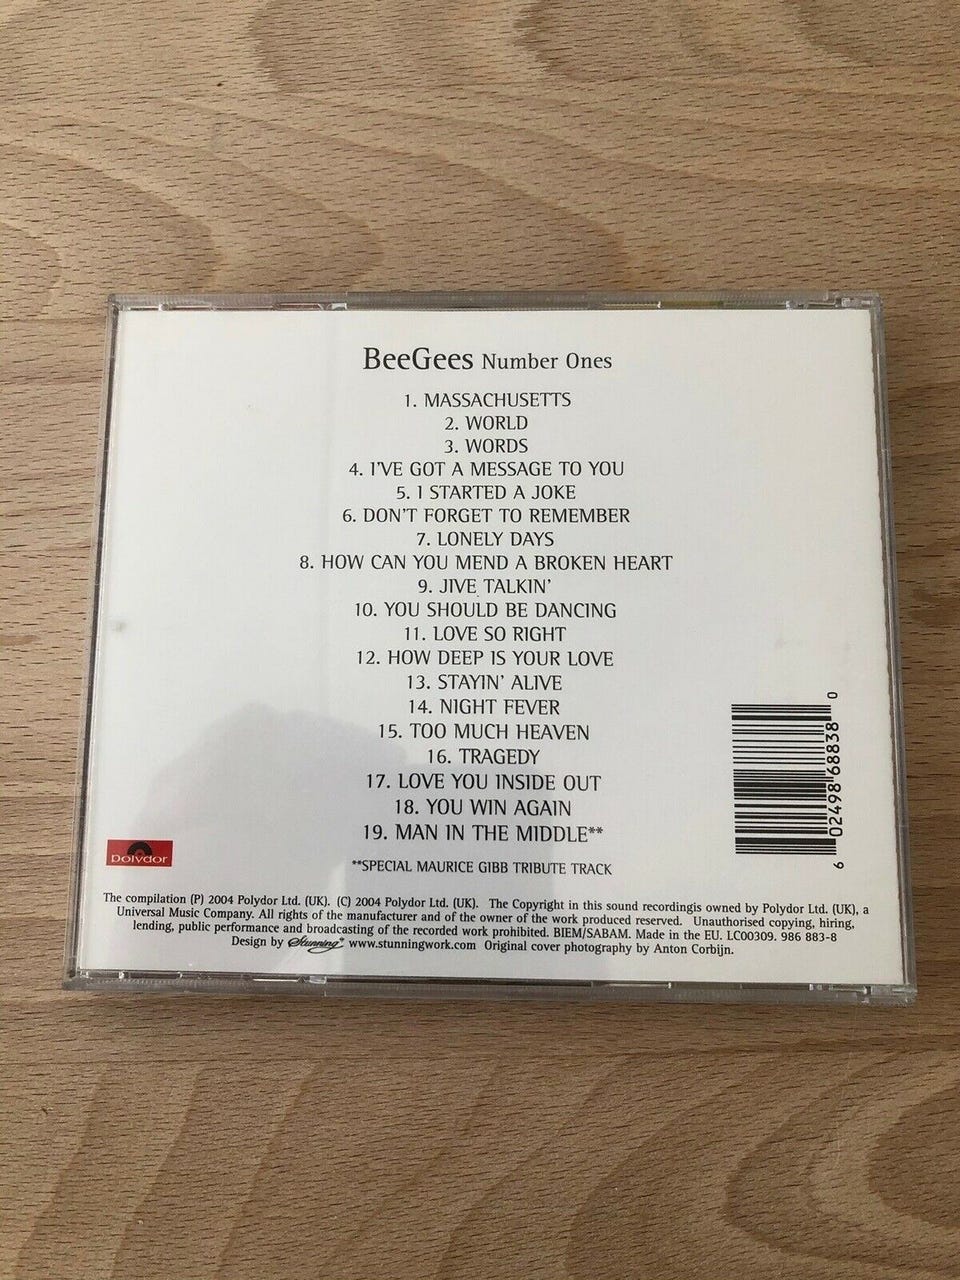 BeeGees Number Ones
1. MASSACHUSETTS
2. WORLD
3. WORDS
4. I'VE GOT A MESSAGE TO YOU
5. I STARTED A JOKE
6. DON'T FORGET TO REMEMBER
7. LONELY DAYS
8. HOW CAN YOU MEND A BROKEN HEART
9. JIVE TALKIN'
10. YOU SHOULD BE DANCING
11. LOVE SO RIGHT
12. HOW DEEP IS YOUR LOVE
13. STAYIN' ALIVE
14. NIGHT FEVER
15. TOO MUCH HEAVEN
16. TRAGEDY
17. LOVE YOU INSIDE OUT
18. YOU WIN AGAIN
19. MAN IN THE MIDDLE**
**SPECIAL MAURICE GIBB TRIBUTE TRACK
6 02498 68838 0
polydor
The compilation (P) 2004 Polydor Ltd. (UK). (C) 2004 Polydor Ltd. (UK). The Copyright in this sound recordingis owned by Polydor Ltd. (UK), a
Universal Music Company. All rights of the manufacturer and of the owner of the work produced reserved. Unauthorised copying, hiring,
lending, public performance and broadcasting of the recorded work prohibited. BIEM/SABAM. Made in the EU. LC00309. 986 883-8
Design by Stunning* www.stunningwork.com Original cover photography by Anton Corbijn.